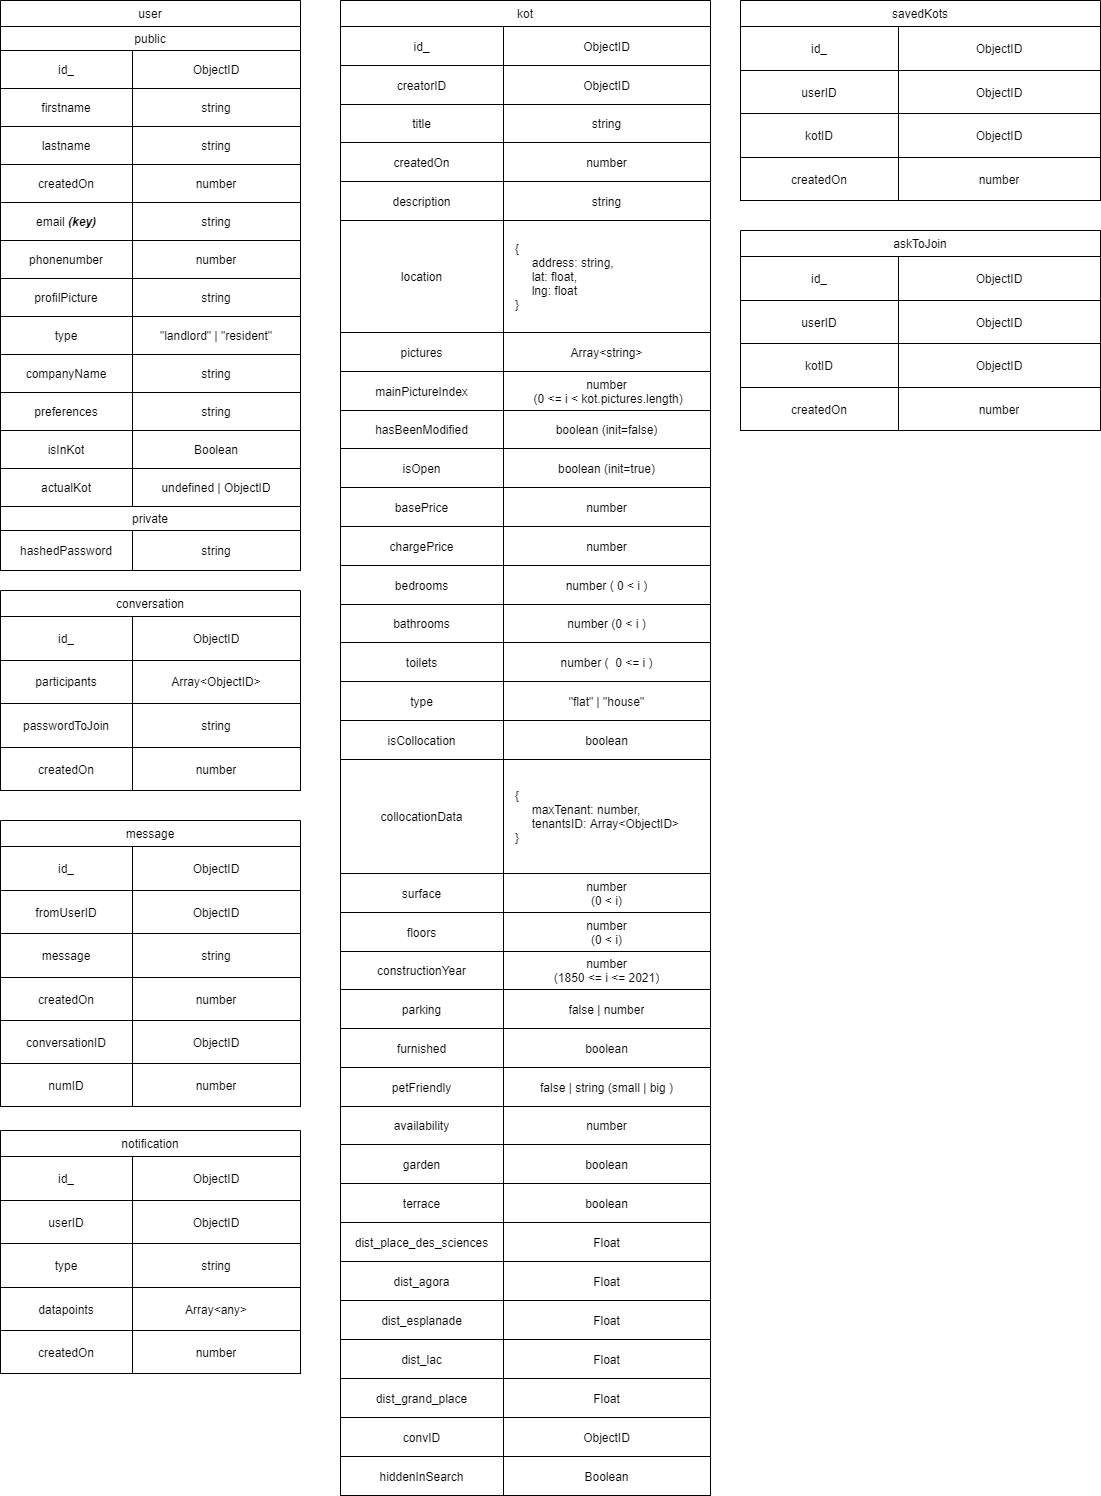 user
public
id_ ObjectID
firstname string
lastname string
createdOn number
email (key) string
phonenumber number
profilPicture string
type "landlord" | "resident"
companyName string
preferences string
isInKot Boolean
actualKot undefined | ObjectID
private
hashedPassword string
conversation
id_ ObjectID
participants Array<ObjectID>
passwordToJoin string
createdOn number
message
id_ ObjectID
fromUserID ObjectID
message string
createdOn number
conversationID ObjectID
numID number
notification
id_ ObjectID
userID ObjectID
type string
datapoints Array<any>
createdOn number
kot
id_ ObjectID
creatorID ObjectID
title string
createdOn number
description string
location
{
address: string,
lat: float,
lng: float
}
pictures Array<string>
mainPictureIndex number
(0 <= i < kot.pictures.length)
hasBeenModified boolean (init=false)
isOpen boolean (init=true)
basePrice number
chargePrice number
bedrooms number ( 0 < i )
bathrooms number (0 < i )
toilets number ( 0 <= i )
type "flat" | "house"
isCollocation boolean
collocationData
{
maxTenant: number,
tenantsID: Array<ObjectID>
}
surface number
(0 < i)
floors number
(0 < i)
constructionYear number
(1850 <= i <= 2021)
parking false | number
furnished boolean
petFriendly false | string (small | big )
availability number
garden boolean
terrace boolean
dist_place_des_sciences Float
dist_agora Float
dist_esplanade Float
dist_lac Float
dist_grand_place Float
convID ObjectID
hiddenInSearch Boolean
savedKots
id_ ObjectID
userID ObjectID
kotID ObjectID
createdOn number
askToJoin
id_ ObjectID
userID ObjectID
kotID ObjectID
createdOn number